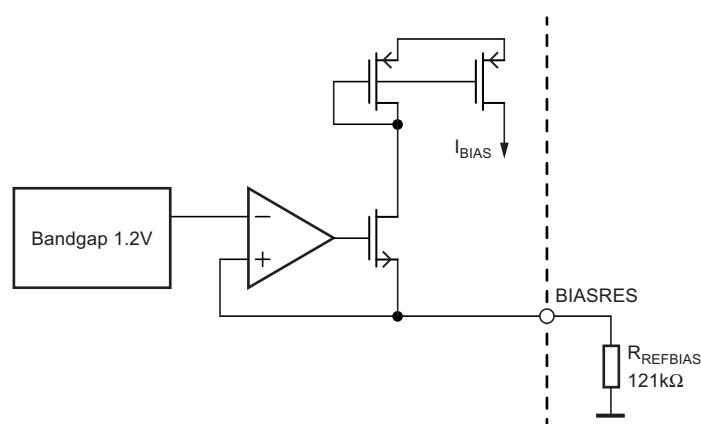 I_BIAS
Bandgap 1.2V
−
+
BIASRES
R_REFBIAS
121kΩ